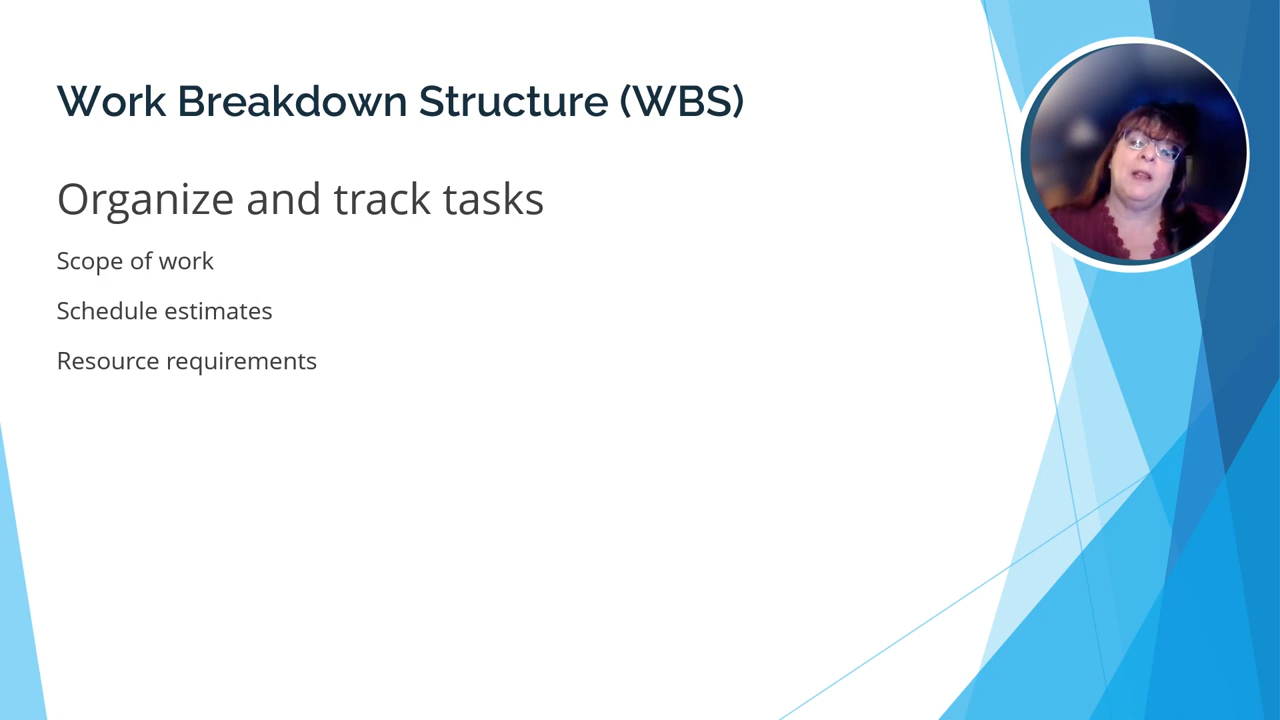 Work Breakdown Structure (WBS)
Organize and track tasks
Scope of work
Schedule estimates
Resource requirements